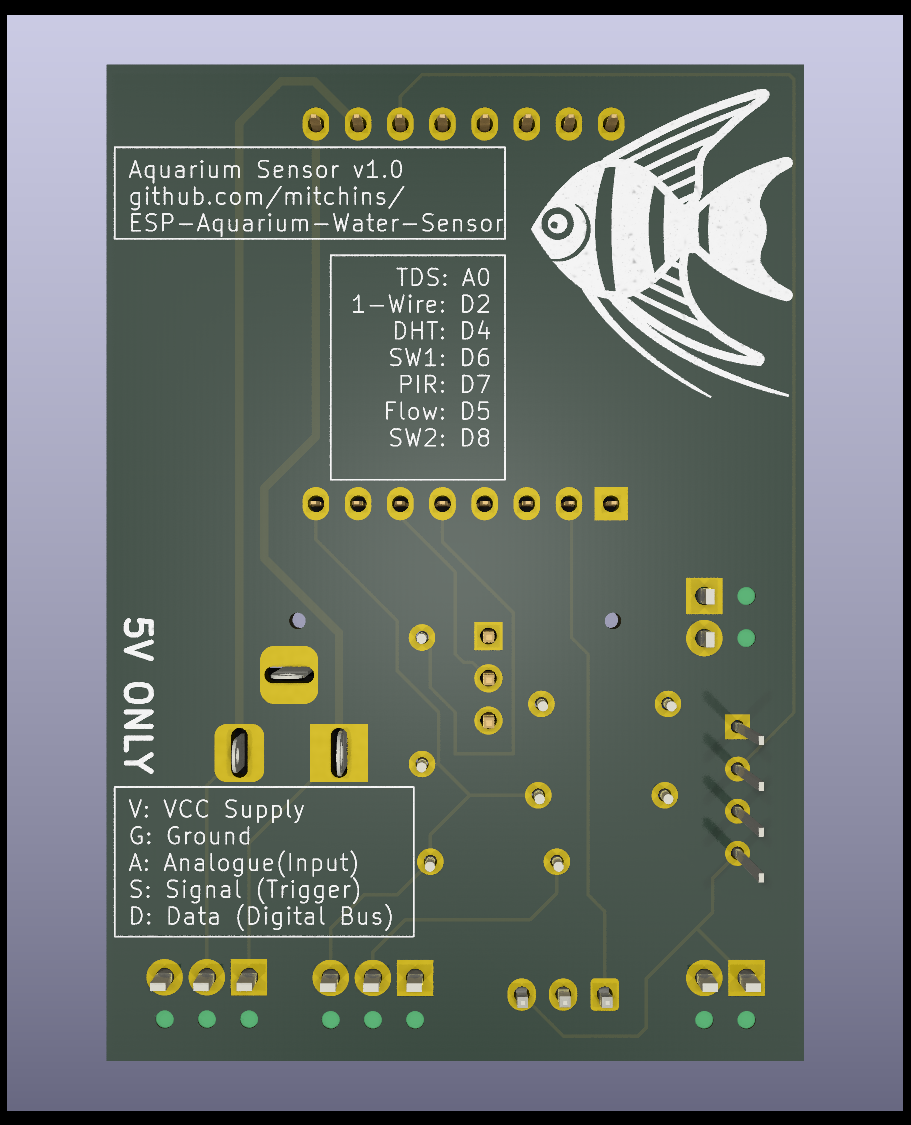 Aquarium Sensor v1.0
github.com/mitchins/
ESP-Aquarium-Water-Sensor
TDS: A0
1-Wire: D2
DHT: D4
SW1: D6
PIR: D7
Flow: D5
SW2: D8
5V ONLY
V: VCC Supply
G: Ground
A: Analogue(Input)
S: Signal (Trigger)
D: Data (Digital Bus)